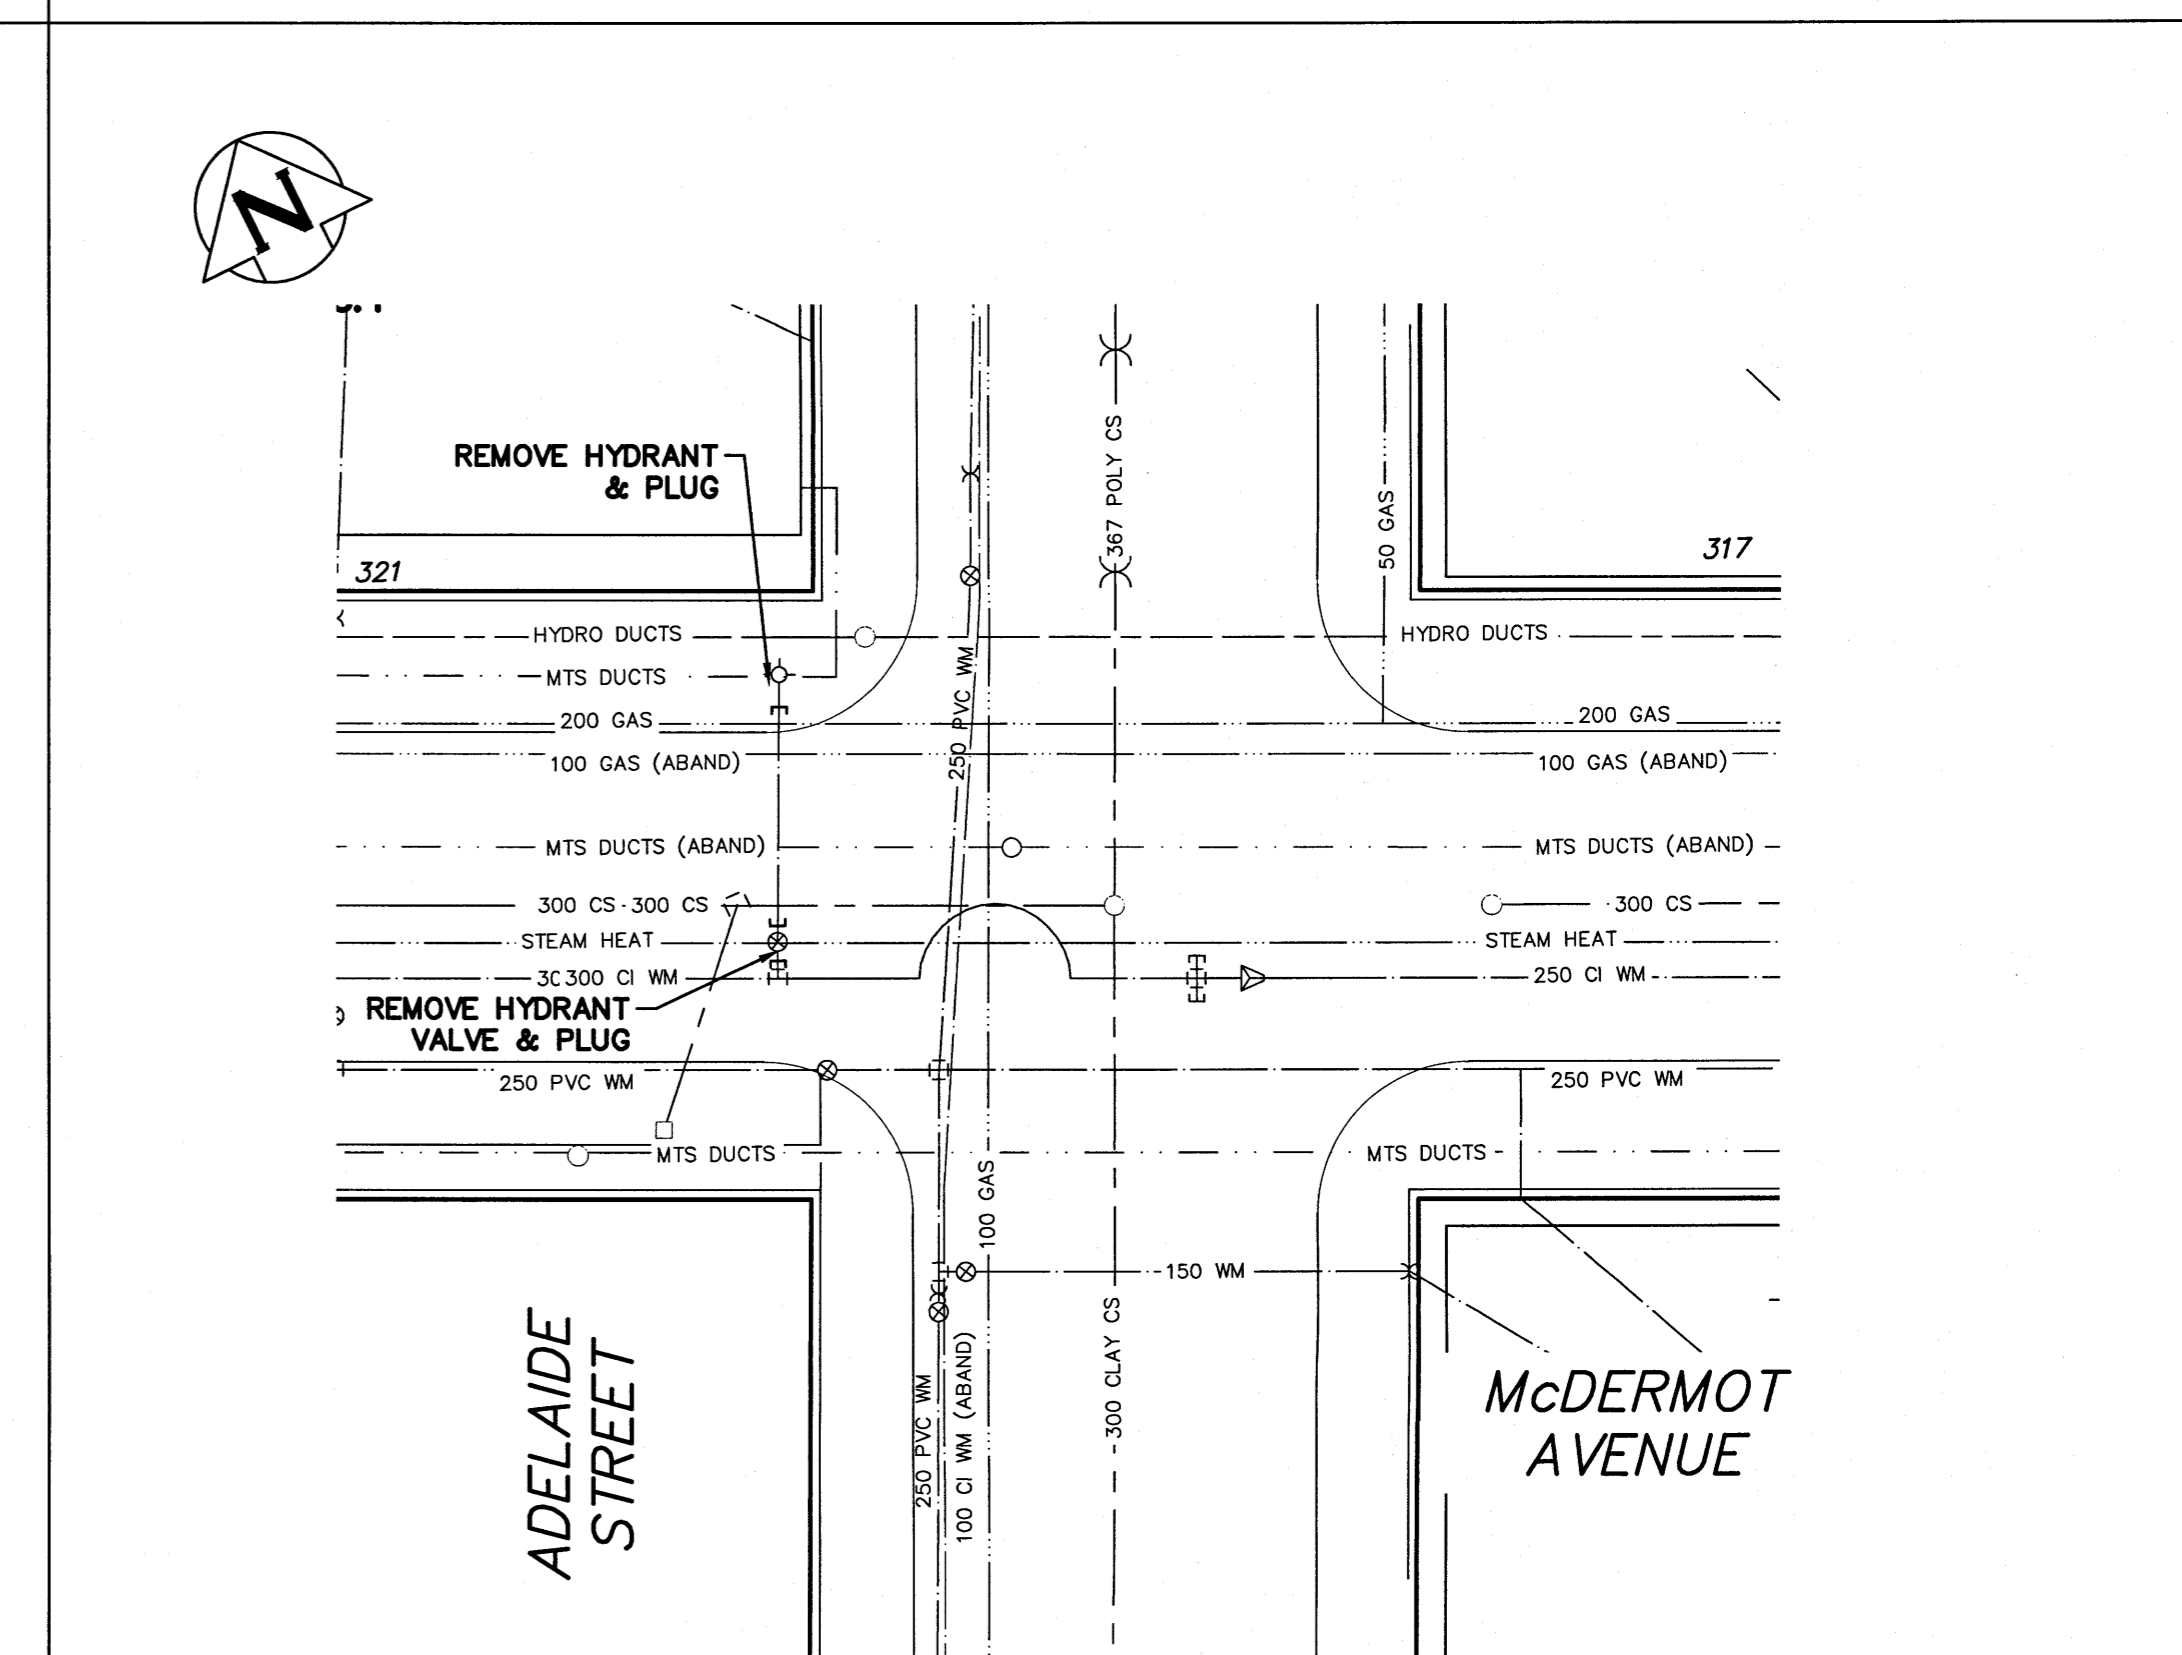 N
REMOVE HYDRANT
& PLUG
367 POLY CS
50 GAS
317
321
HYDRO DUCTS
HYDRO DUCTS
MTS DUCTS
250 PVC WM
200 GAS
200 GAS
100 GAS (ABAND)
100 GAS (ABAND)
MTS DUCTS (ABAND)
MTS DUCTS (ABAND)
300 CS
300 CS
300 CS
STEAM HEAT
STEAM HEAT
300 CI WM
250 CI WM
REMOVE HYDRANT
VALVE & PLUG
250 PVC WM
250 PVC WM
MTS DUCTS
MTS DUCTS
100 GAS
150 WM
300 CLAY CS
250 PVC WM
100 CI WM (ABAND)
ADELAIDE
STREET
McDERMOT
AVENUE